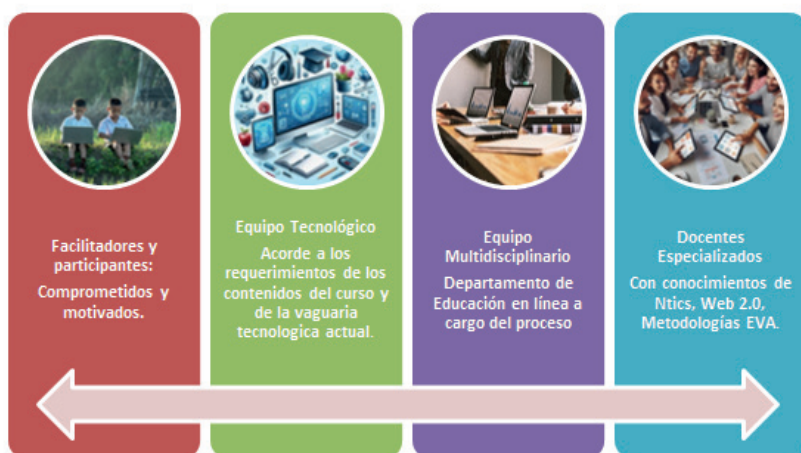 Facilitadores y
participantes:
Comprometidos y
motivados.
Equipo Tecnológico
Acorde a los
requerimientos de los
contenidos del curso y
de la vaguaria
tecnologica actual.
Equipo
Multidisciplinario
Departamento de
Educación en línea a
cargo del proceso
Docentes
Especializados
Con conocimientos de
Ntics, Web 2.0,
Metodologías EVA.